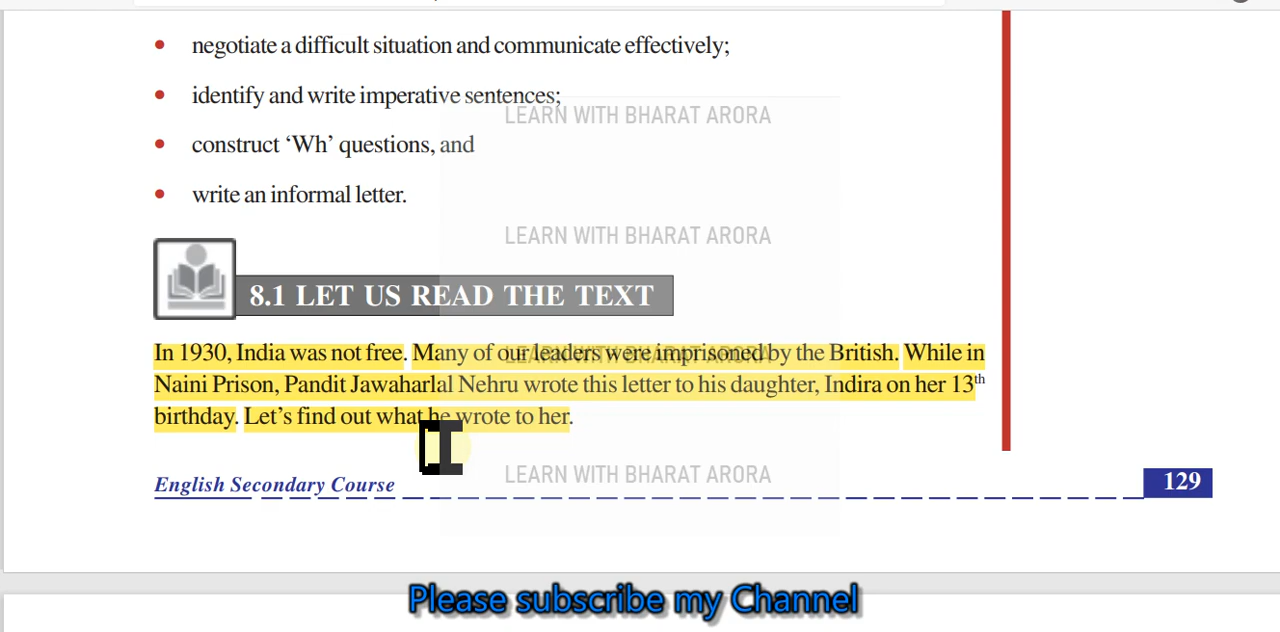 negotiate a difficult situation and communicate effectively;
identify and write imperative sentences;
LEARN WITH BHARAT ARORA
construct ‘Wh’ questions, and
write an informal letter.
LEARN WITH BHARAT ARORA
8.1 LET US READ THE TEXT
In 1930, India was not free. Many of our leaders were imprisoned by the British. While in
LEARN WITH BHARAT ARORA
Naini Prison, Pandit Jawaharlal Nehru wrote this letter to his daughter, Indira on her 13th
birthday. Let’s find out what he wrote to her.
LEARN WITH BHARAT ARORA
English Secondary Course
129
Please subscribe my Channel